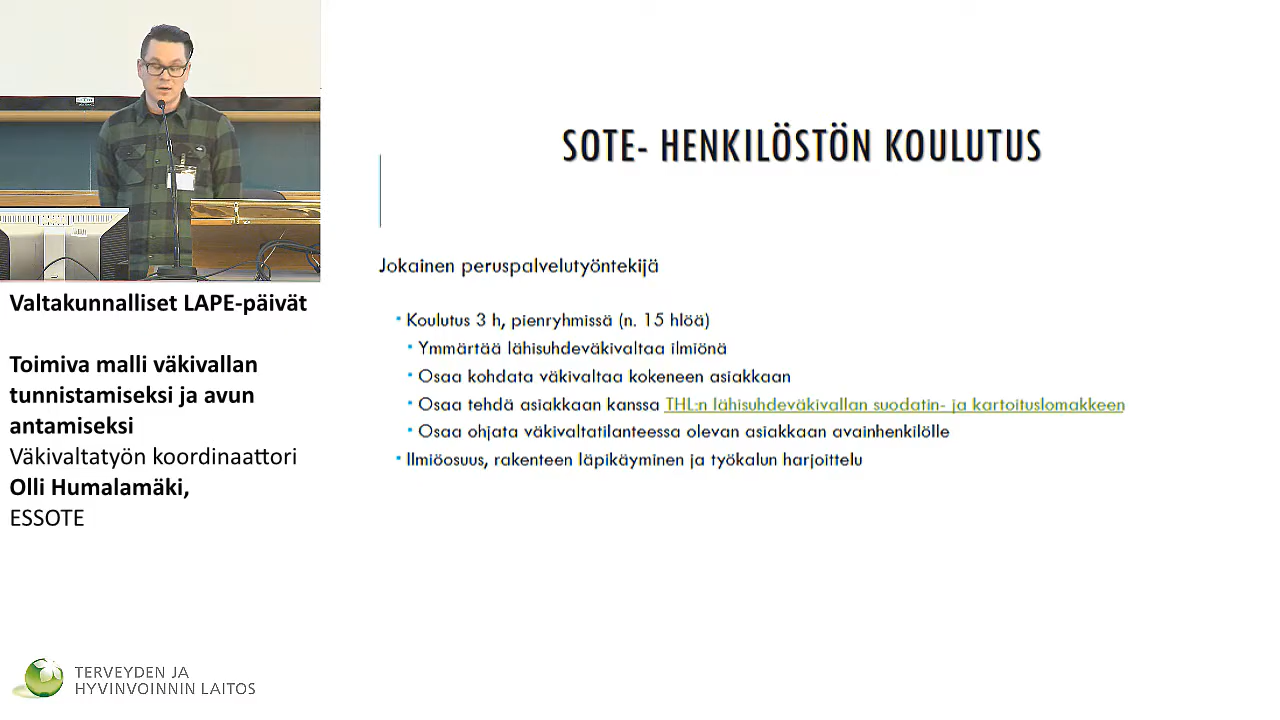 SOTE- HENKILÖSTÖN KOULUTUS
Jokainen peruspalvelutyöntekijä
Koulutus 3 h, pienryhmissä (n. 15 hlöä)
Ymmärtää lähisuhdeväkivaltaa ilmiönä
Osaa kohdata väkivaltaa kokeneen asiakkaan
Osaa tehdä asiakkaan kanssa THL:n lähisuhdeväkivallan suodatin- ja kartoituslomakkeen
Osaa ohjata väkivaltatilanteessa olevan asiakkaan avainhenkilölle
Ilmiöosuus, rakenteen läpikäyminen ja työkalun harjoittelu
Valtakunnalliset LAPE-päivät
Toimiva malli väkivallan
tunnistamiseksi ja avun
antamiseksi
Väkivaltatyön koordinaattori
Olli Humalamäki,
ESSOTE
TERVEYDEN JA
HYVINVOINNIN LAITOS